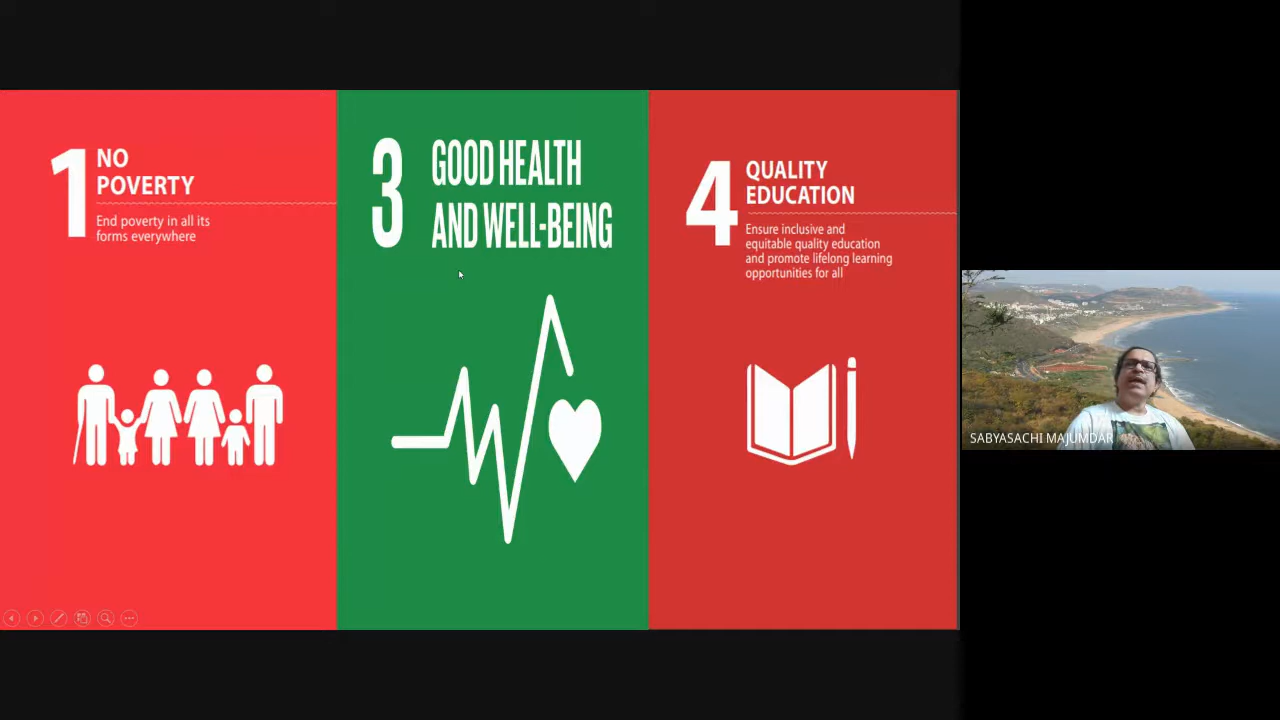 1
NO
POVERTY
End poverty in all its
forms everywhere
3
GOOD HEALTH
AND WELL-BEING
4
QUALITY
EDUCATION
Ensure inclusive and
equitable quality education
and promote lifelong learning
opportunities for all
SABYASACHI MAJUMDAR